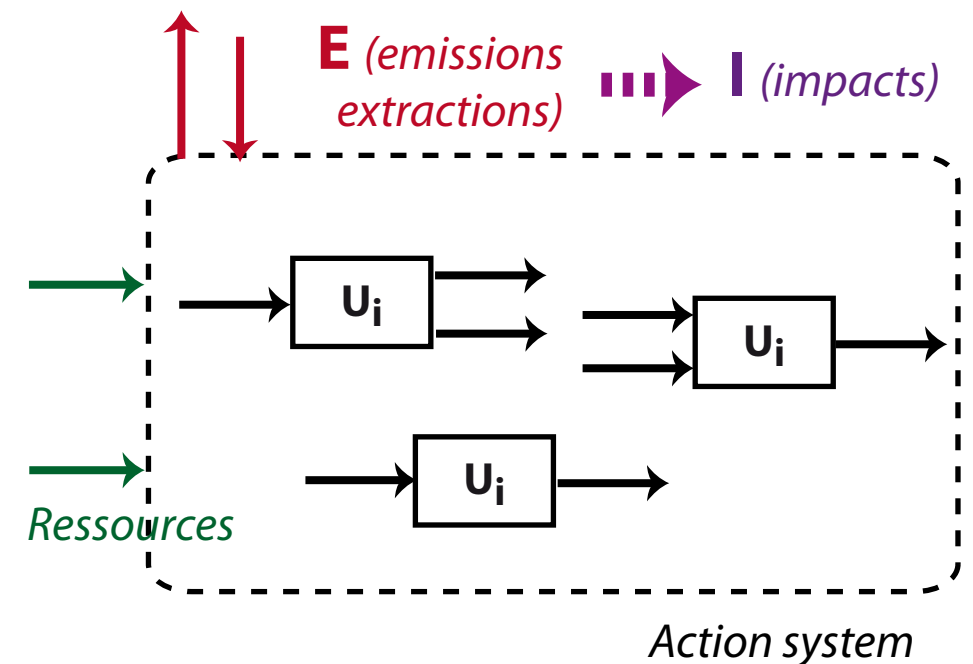 E (emissions
extractions)
I (impacts)
Ui
Ui
Ui
Ressources
Action system